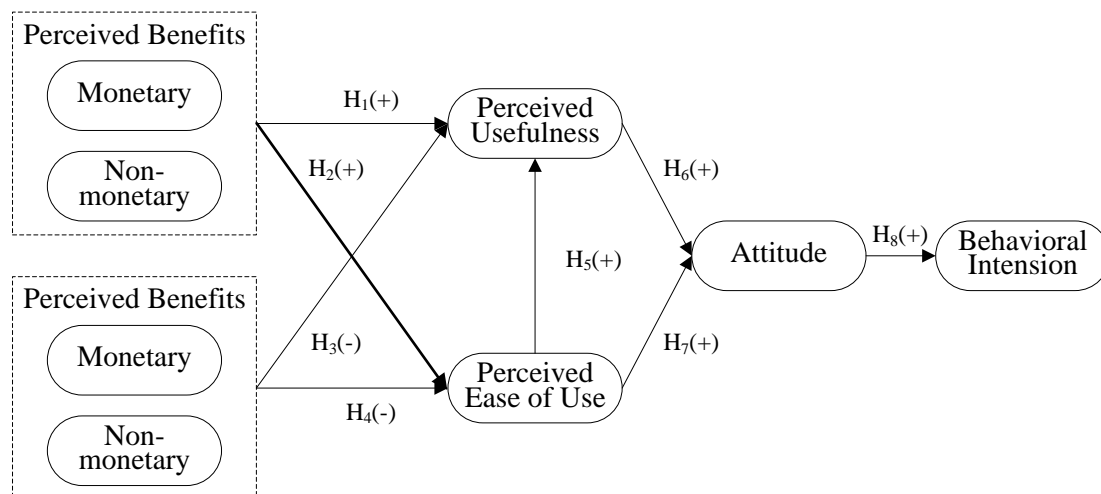 Perceived Benefits
Monetary
Non-
monetary
H₁(+)
H₂(+)
Perceived
Usefulness
H₆(+)
H₅(+)
Attitude
H₈(+)
Behavioral
Intension
Perceived Benefits
Monetary
Non-
monetary
H₃(-)
H₄(-)
Perceived
Ease of Use
H₇(+)